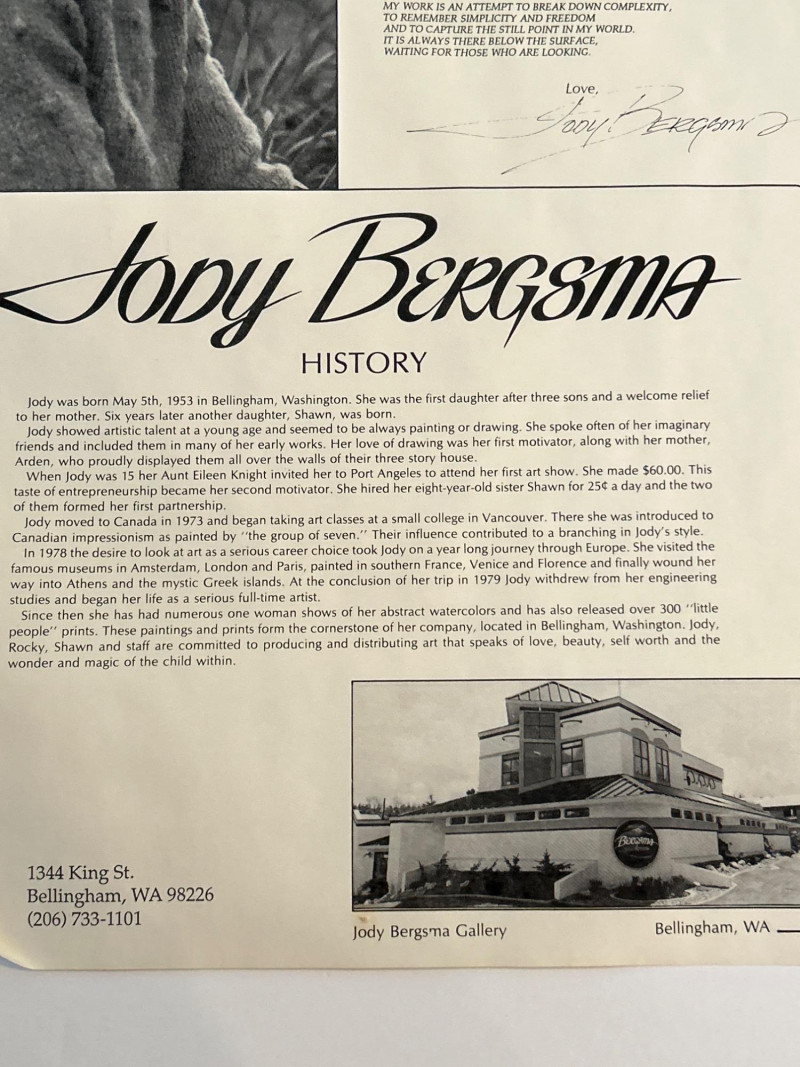 MY WORK IS AN ATTEMPT TO BREAK DOWN COMPLEXITY,
TO REMEMBER SIMPLICITY AND FREEDOM
AND TO CAPTURE THE STILL POINT IN MY WORLD.
IT IS ALWAYS THERE BELOW THE SURFACE,
WAITING FOR THOSE WHO ARE LOOKING.
Love,
Jody Bergsma
JODY BERGSMA
HISTORY
Jody was born May 5th, 1953 in Bellingham, Washington. She was the first daughter after three sons and a welcome relief
to her mother. Six years later another daughter, Shawn, was born.
Jody showed artistic talent at a young age and seemed to be always painting or drawing. She spoke often of her imaginary
friends and included them in many of her early works. Her love of drawing was her first motivator, along with her mother,
Arden, who proudly displayed them all over the walls of their three story house.
When Jody was 15 her Aunt Eileen Knight invited her to Port Angeles to attend her first art show. She made $60.00. This
taste of entrepreneurship became her second motivator. She hired her eight-year-old sister Shawn for 25¢ a day and the two
of them formed her first partnership.
Jody moved to Canada in 1973 and began taking art classes at a small college in Vancouver. There she was introduced to
Canadian impressionism as painted by "the group of seven." Their influence contributed to a branching in Jody's style.
In 1978 the desire to look at art as a serious career choice took Jody on a year long journey through Europe. She visited the
famous museums in Amsterdam, London and Paris, painted in southern France, Venice and Florence and finally wound her
way into Athens and the mystic Greek islands. At the conclusion of her trip in 1979 Jody withdrew from her engineering
studies and began her life as a serious full-time artist.
Since then she has had numerous one woman shows of her abstract watercolors and has also released over 300 "little
people" prints. These paintings and prints form the cornerstone of her company, located in Bellingham, Washington. Jody,
Rocky, Shawn and staff are committed to producing and distributing art that speaks of love, beauty, self worth and the
wonder and magic of the child within.
Bergsma
1344 King St.
Bellingham, WA 98226
(206) 733-1101
Jody Bergsma Gallery
Bellingham, WA